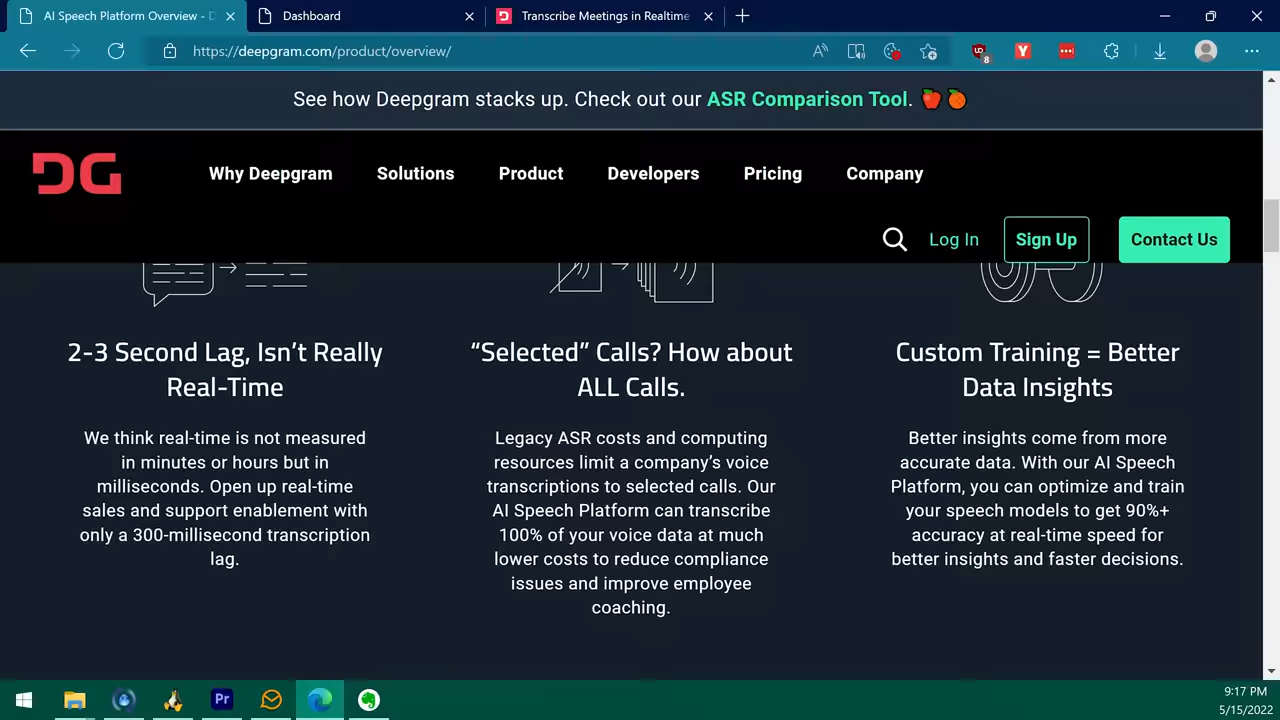 AI Speech Platform Overview - D
Dashboard
Transcribe Meetings in Realtime
https://deepgram.com/product/overview/
8
See how Deepgram stacks up. Check out our ASR Comparison Tool. 🍎🍊
DG
Why Deepgram
Solutions
Product
Developers
Pricing
Company
Log In
Sign Up
Contact Us
2-3 Second Lag, Isn’t Really
Real-Time
We think real-time is not measured
in minutes or hours but in
milliseconds. Open up real-time
sales and support enablement with
only a 300-millisecond transcription
lag.
“Selected” Calls? How about
ALL Calls.
Legacy ASR costs and computing
resources limit a company’s voice
transcriptions to selected calls. Our
AI Speech Platform can transcribe
100% of your voice data at much
lower costs to reduce compliance
issues and improve employee
coaching.
Custom Training = Better
Data Insights
Better insights come from more
accurate data. With our AI Speech
Platform, you can optimize and train
your speech models to get 90%+
accuracy at real-time speed for
better insights and faster decisions.
Pr
9:17 PM
5/15/2022